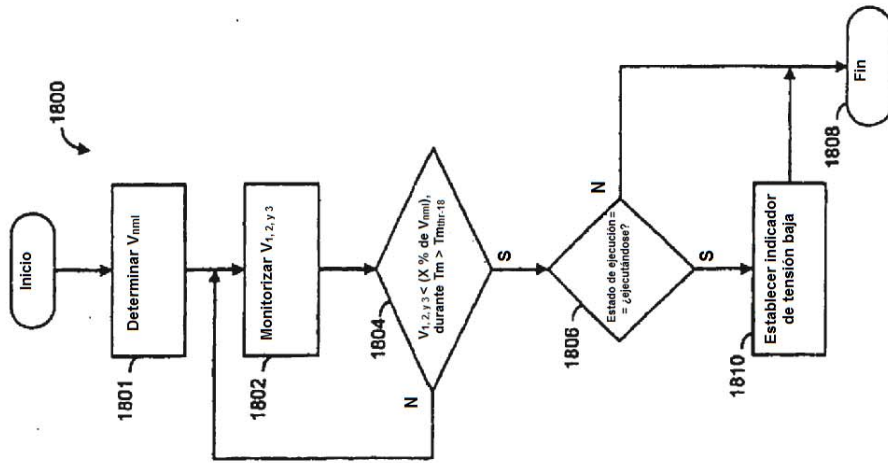 1800
Inicio
Determinar Vnml
1801
Monitorizar V1, 2, y 3
1802
V1, 2, y 3 < (X % de Vnml),
durante Tm > Tmthr-18
1804
N
S
Estado de ejecución =
= ¿ejecutándose?
1806
N
S
Establecer indicador
de tensión baja
1810
Fin
1808